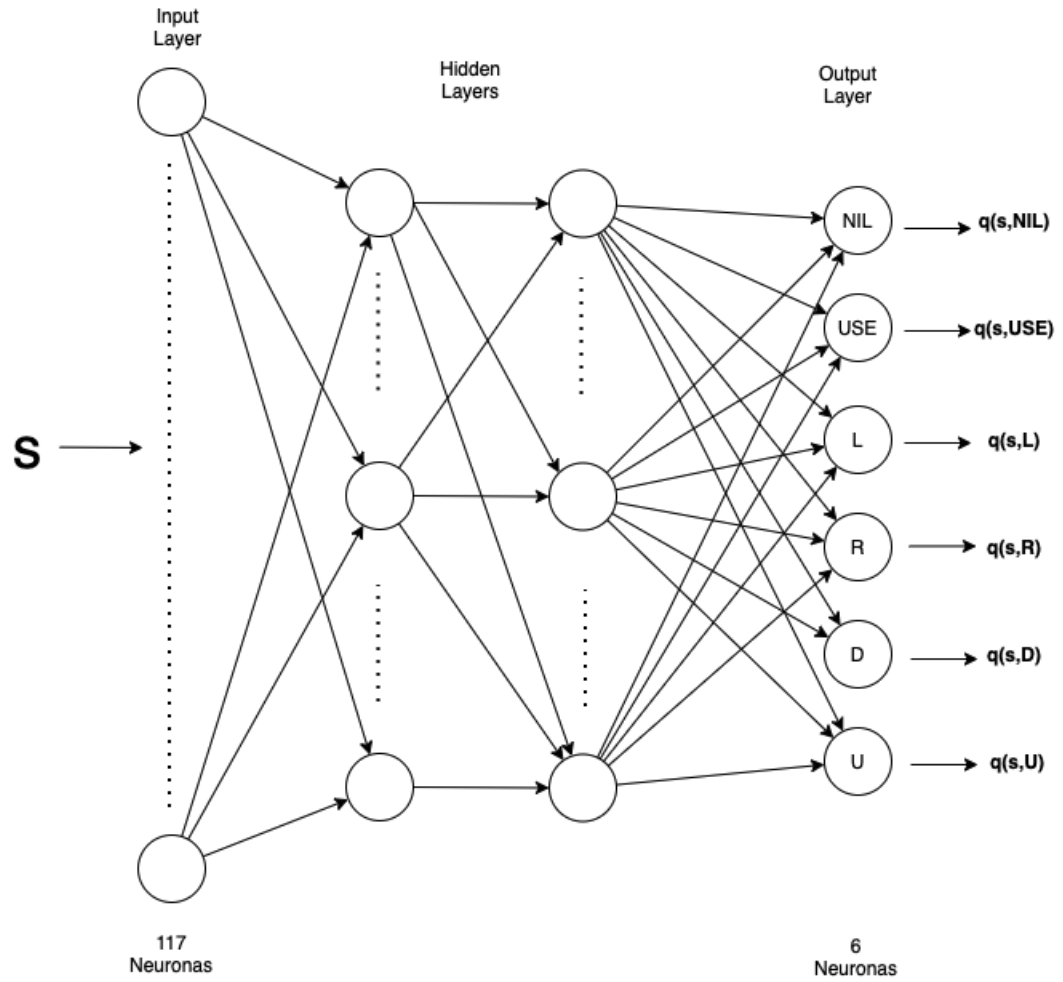 Input
Layer
Hidden
Layers
Output
Layer
S
NIL
q(s,NIL)
USE
q(s,USE)
L
q(s,L)
R
q(s,R)
D
q(s,D)
U
q(s,U)
117
Neuronas
6
Neuronas